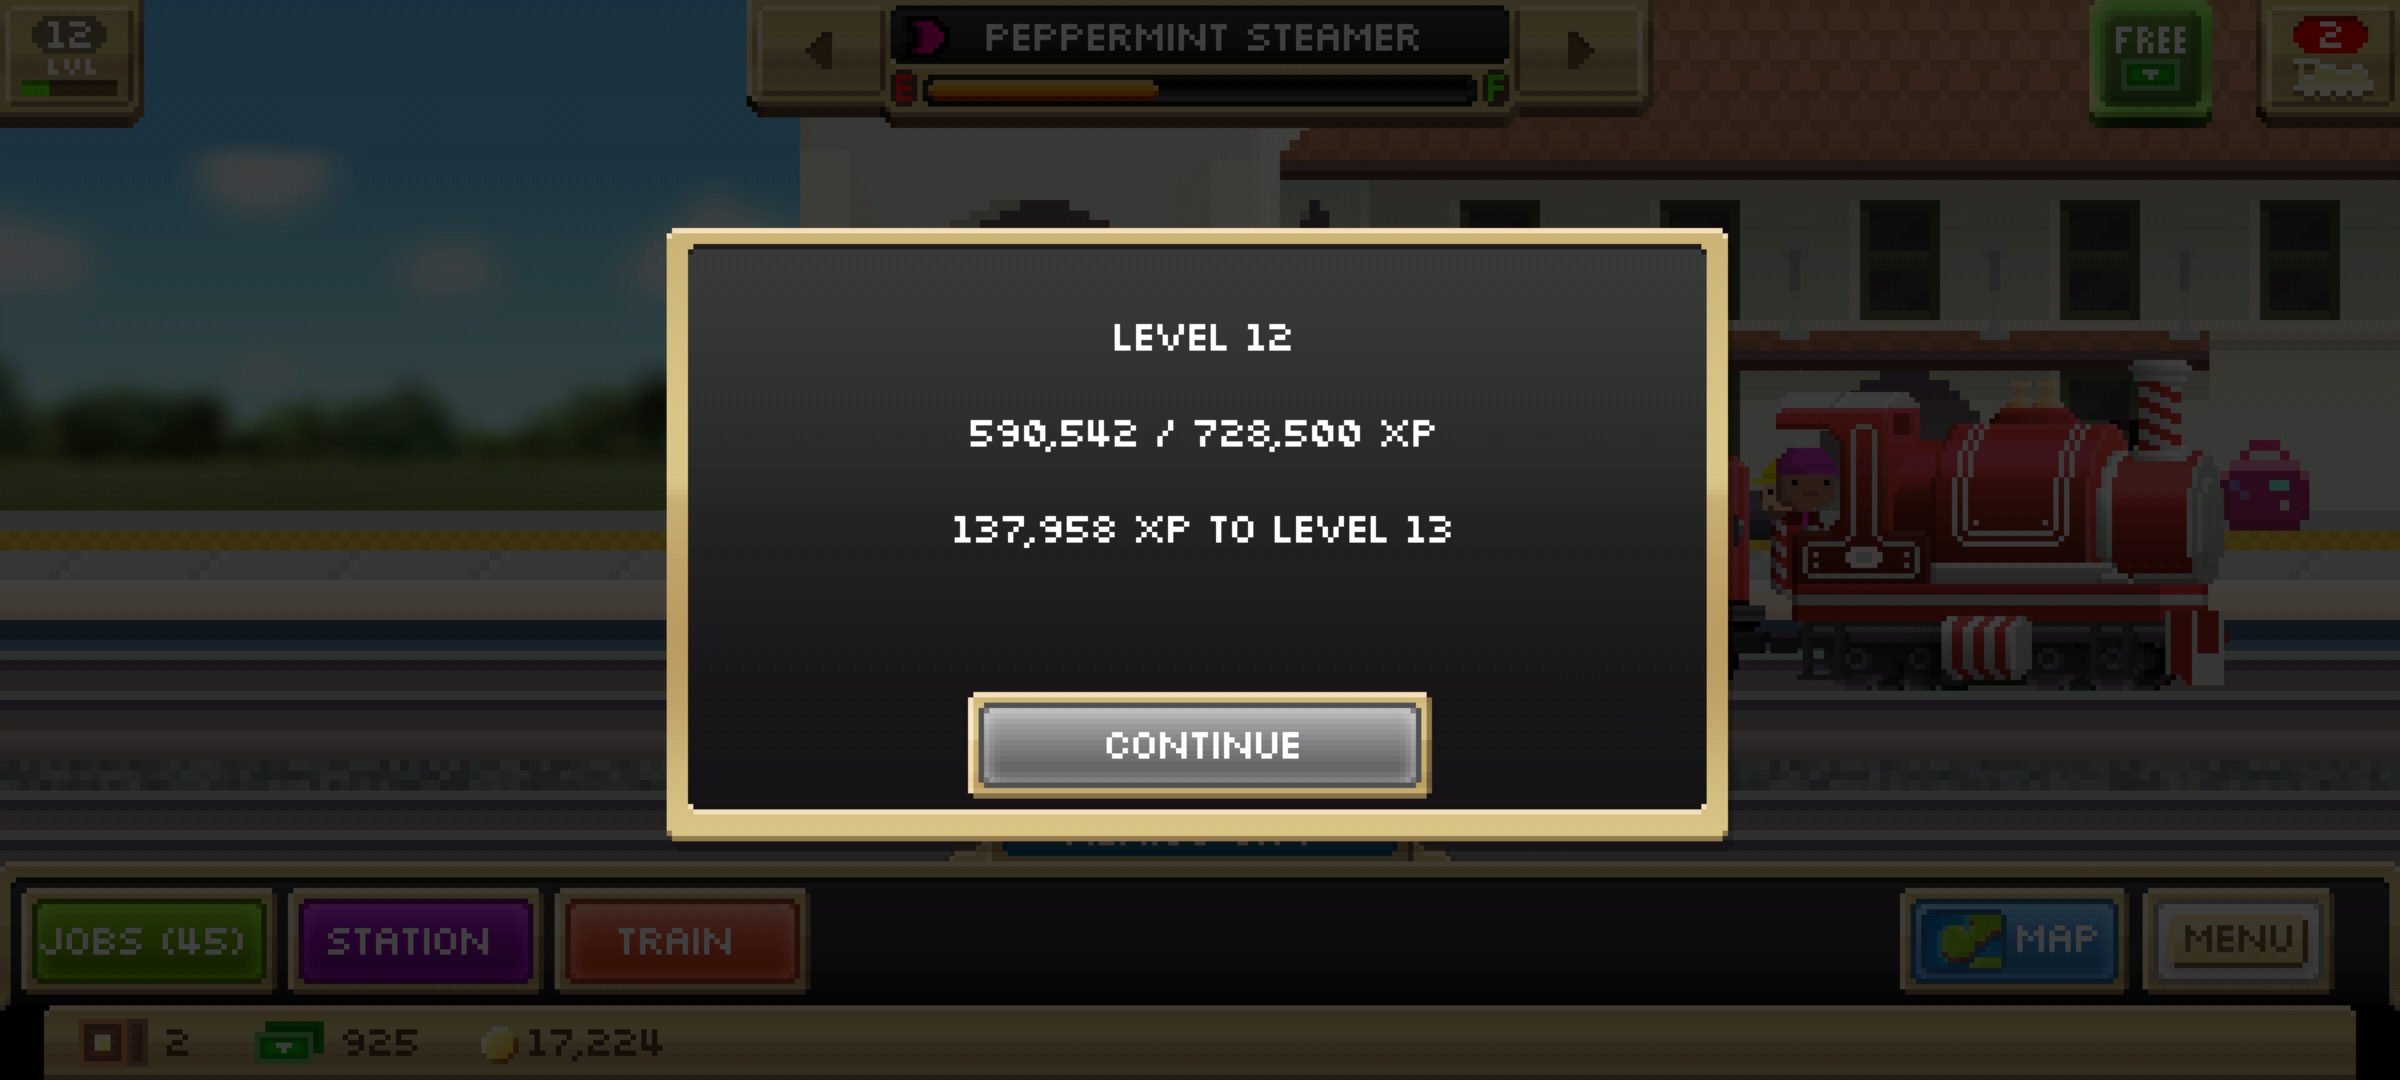 12
LVL
PEPPERMINT STEAMER
E
F
FREE
2
LEVEL 12
590,542 / 728,500 XP
137,958 XP TO LEVEL 13
CONTINUE
JOBS (45)
STATION
TRAIN
MAP
MENU
2
925
17,224